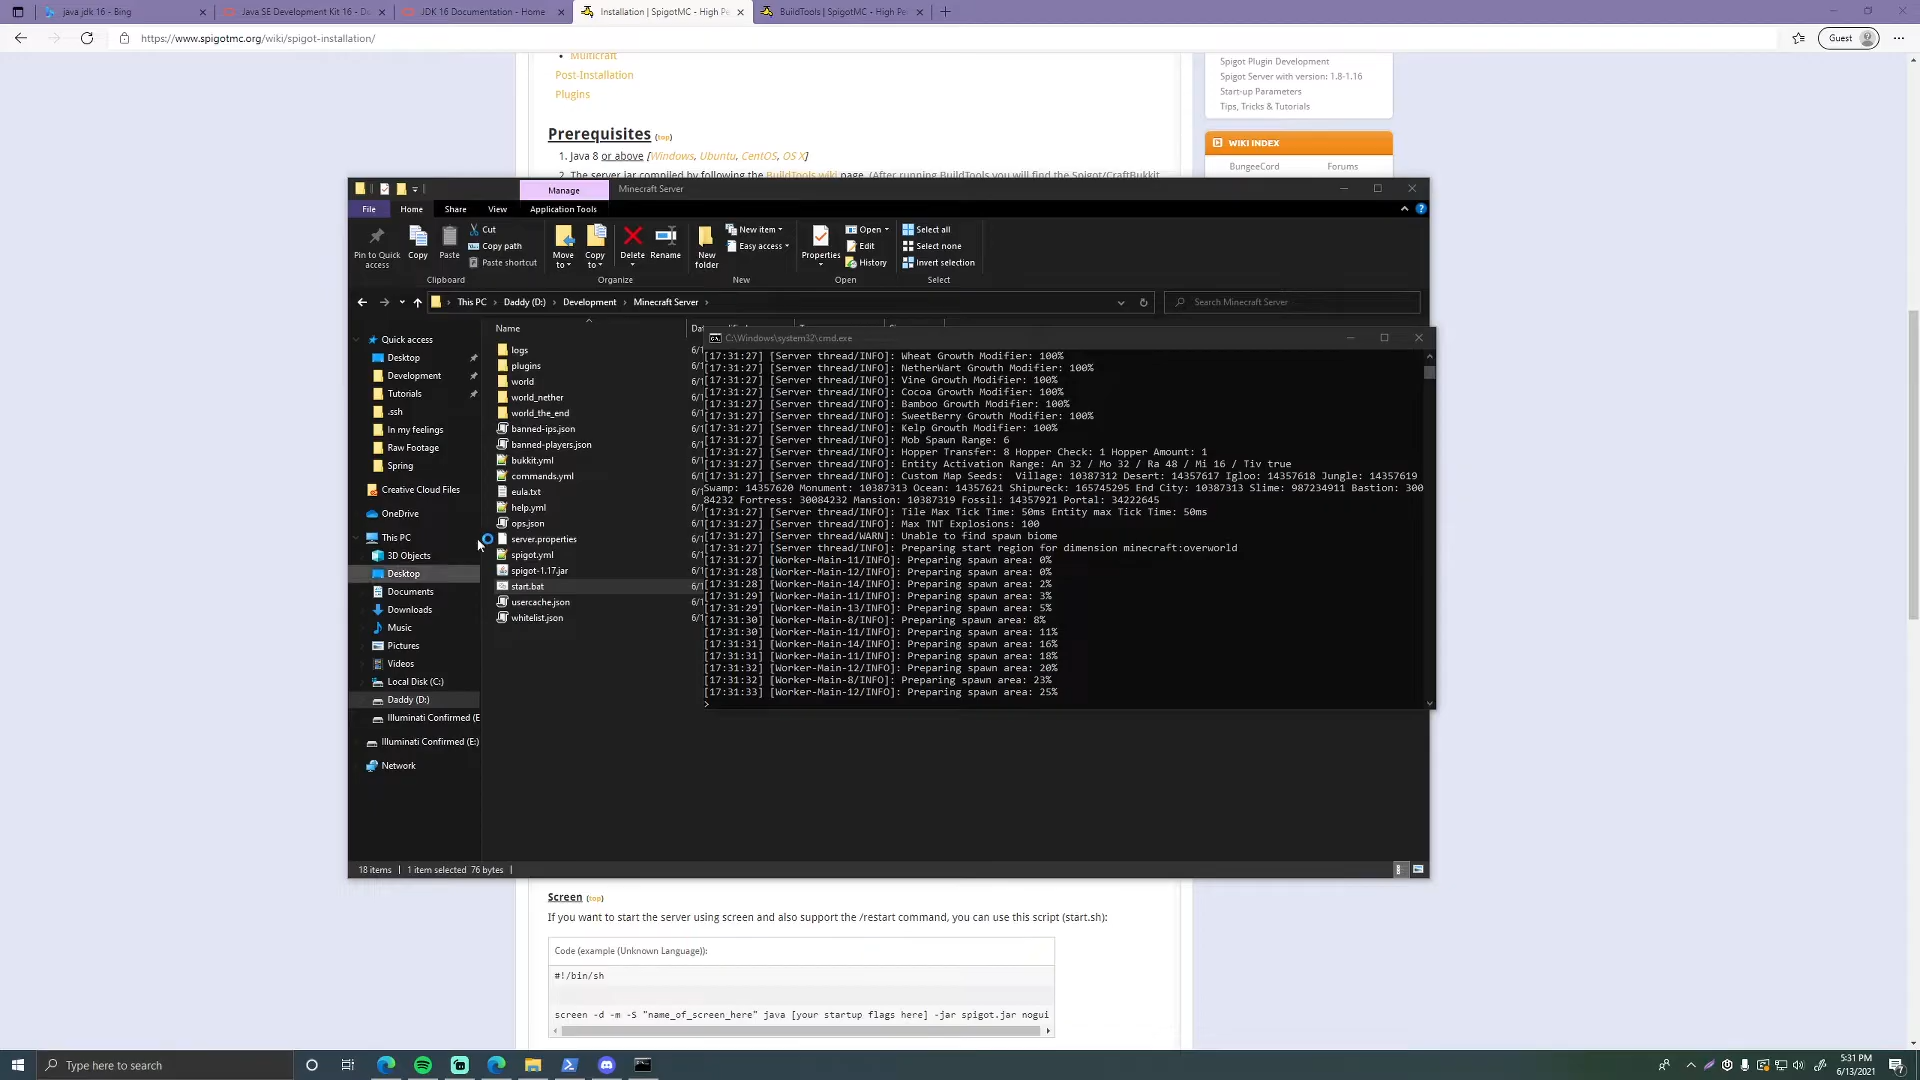 java jdk 16 - Bing
Java SE Development Kit 16 - Do
JDK 16 Documentation - Home
Installation | SpigotMC - High Pe
BuildTools | SpigotMC - High Pe
https://www.spigotmc.org/wiki/spigot-installation/
Guest
Multicraft
Post-Installation
Plugins
Prerequisites (top)
1. Java 8 or above [Windows, Ubuntu, CentOS, OS X]
2. The server jar compiled by following the BuildTools wiki page. (After running BuildTools you will find the Spigot/CraftBukkit
Spigot Plugin Development
Spigot Server with version: 1.8-1.16
Start-up Parameters
Tips, Tricks & Tutorials
WIKI INDEX
BungeeCord
Forums
Manage
Minecraft Server
File
Home
Share
View
Application Tools
Pin to Quick access
Copy
Paste
Cut
Copy path
Paste shortcut
Clipboard
Move to
Copy to
Delete
Rename
Organize
New folder
New item
Easy access
New
Properties
Open
Edit
History
Open
Select all
Select none
Invert selection
Select
This PC > Daddy (D:) > Development > Minecraft Server >
Search Minecraft Server
Quick access
Desktop
Development
Tutorials
.ssh
In my feelings
Raw Footage
Spring
Creative Cloud Files
OneDrive
This PC
3D Objects
Desktop
Documents
Downloads
Music
Pictures
Videos
Local Disk (C:)
Daddy (D:)
Illuminati Confirmed (E
Illuminati Confirmed (E:)
Network
Name
logs
plugins
world
world_nether
world_the_end
banned-ips.json
banned-players.json
bukkit.yml
commands.yml
eula.txt
help.yml
ops.json
server.properties
spigot.yml
spigot-1.17.jar
start.bat
usercache.json
whitelist.json
C:\Windows\system32\cmd.exe
[17:31:27] [Server thread/INFO]: Wheat Growth Modifier: 100%
[17:31:27] [Server thread/INFO]: NetherWart Growth Modifier: 100%
[17:31:27] [Server thread/INFO]: Vine Growth Modifier: 100%
[17:31:27] [Server thread/INFO]: Cocoa Growth Modifier: 100%
[17:31:27] [Server thread/INFO]: Bamboo Growth Modifier: 100%
[17:31:27] [Server thread/INFO]: SweetBerry Growth Modifier: 100%
[17:31:27] [Server thread/INFO]: Kelp Growth Modifier: 100%
[17:31:27] [Server thread/INFO]: Mob Spawn Range: 6
[17:31:27] [Server thread/INFO]: Hopper Transfer: 8 Hopper Check: 1 Hopper Amount: 1
[17:31:27] [Server thread/INFO]: Entity Activation Range: An 32 / Mo 32 / Ra 48 / Mi 16 / Tiv true
[17:31:27] [Server thread/INFO]: Custom Map Seeds:  Village: 10387312 Desert: 14357617 Igloo: 14357618 Jungle: 14357619
Swamp: 14357620 Monument: 10387313 Ocean: 14357621 Shipwreck: 165745295 End City: 10387313 Slime: 987234911 Bastion: 300
84232 Fortress: 30084232 Mansion: 10387319 Fossil: 14357921 Portal: 34222645
[17:31:27] [Server thread/INFO]: Tile Max Tick Time: 50ms Entity max Tick Time: 50ms
[17:31:27] [Server thread/INFO]: Max TNT Explosions: 100
[17:31:27] [Server thread/WARN]: Unable to find spawn biome
[17:31:27] [Server thread/INFO]: Preparing start region for dimension minecraft:overworld
[17:31:27] [Worker-Main-11/INFO]: Preparing spawn area: 0%
[17:31:28] [Worker-Main-12/INFO]: Preparing spawn area: 0%
[17:31:28] [Worker-Main-14/INFO]: Preparing spawn area: 2%
[17:31:29] [Worker-Main-11/INFO]: Preparing spawn area: 3%
[17:31:29] [Worker-Main-13/INFO]: Preparing spawn area: 5%
[17:31:30] [Worker-Main-8/INFO]: Preparing spawn area: 8%
[17:31:30] [Worker-Main-11/INFO]: Preparing spawn area: 11%
[17:31:31] [Worker-Main-14/INFO]: Preparing spawn area: 16%
[17:31:31] [Worker-Main-11/INFO]: Preparing spawn area: 18%
[17:31:32] [Worker-Main-12/INFO]: Preparing spawn area: 20%
[17:31:32] [Worker-Main-8/INFO]: Preparing spawn area: 23%
[17:31:33] [Worker-Main-12/INFO]: Preparing spawn area: 25%
>
18 items
1 item selected 76 bytes
Screen (top)
If you want to start the server using screen and also support the /restart command, you can use this script (start.sh):
Code (example (Unknown Language)):
#!/bin/sh
screen -d -m -S "name_of_screen_here" java [your startup flags here] -jar spigot.jar nogui
Type here to search
5:31 PM
6/13/2021